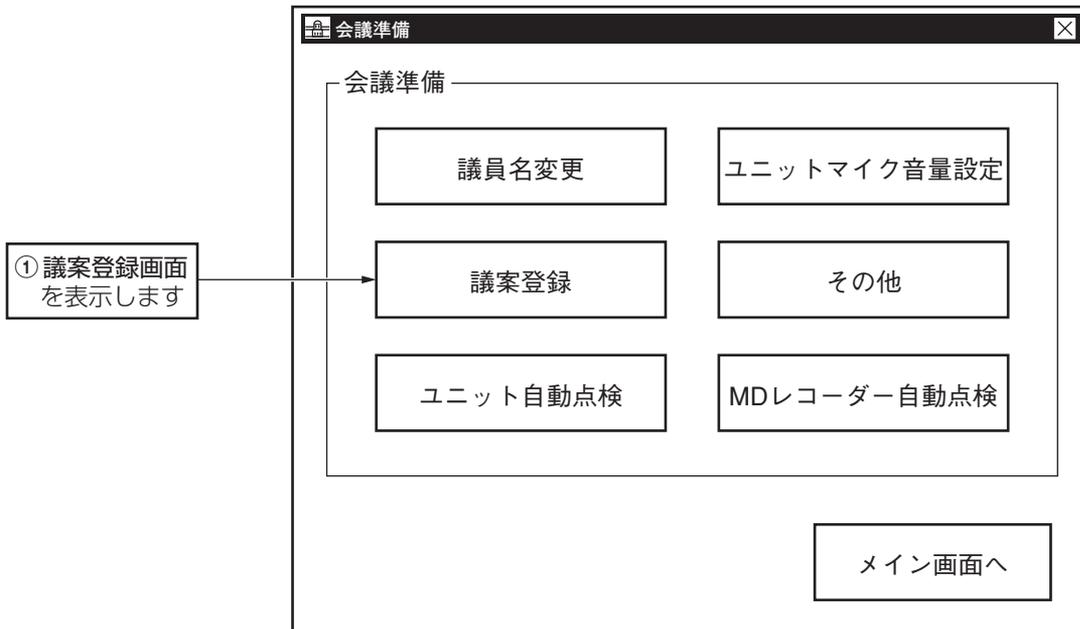 会議準備
会議準備
議員名変更
ユニットマイク音量設定
①議案登録画面
を表示します
議案登録
その他
ユニット自動点検
MDレコーダー自動点検
メイン画面へ